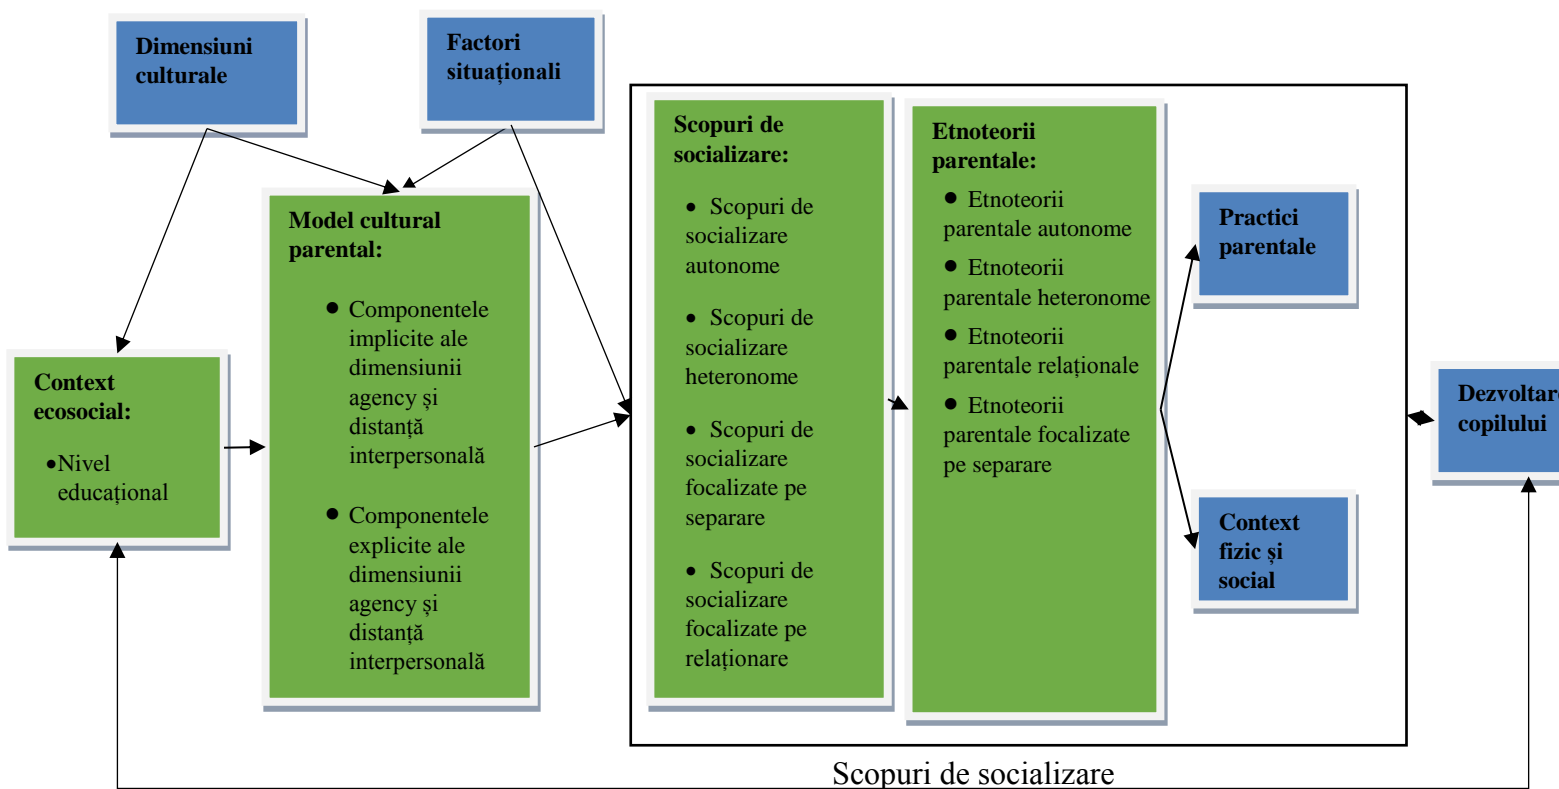 Dimensiuni
culturale
Factori
situaționali
Context
ecosocial:
•Nivel
educațional
Model cultural
parental:
● Componentele
implicite ale
dimensiunii
agency și
distanță
interpersonală
● Componentele
explicite ale
dimensiunii
agency și
distanță
interpersonală
Scopuri de
socializare:
• Scopuri de
socializare
autonome
• Scopuri de
socializare
heteronome
• Scopuri de
socializare
focalizate pe
separare
• Scopuri de
socializare
focalizate pe
relaționare
Etnoteorii
parentale:
● Etnoteorii
parentale autonome
● Etnoteorii
parentale heteronome
● Etnoteorii
parentale relaționale
● Etnoteorii
parentale focalizate
pe separare
Practici
parentale
Context
fizic și
social
Dezvoltare
copilului
Scopuri de socializare